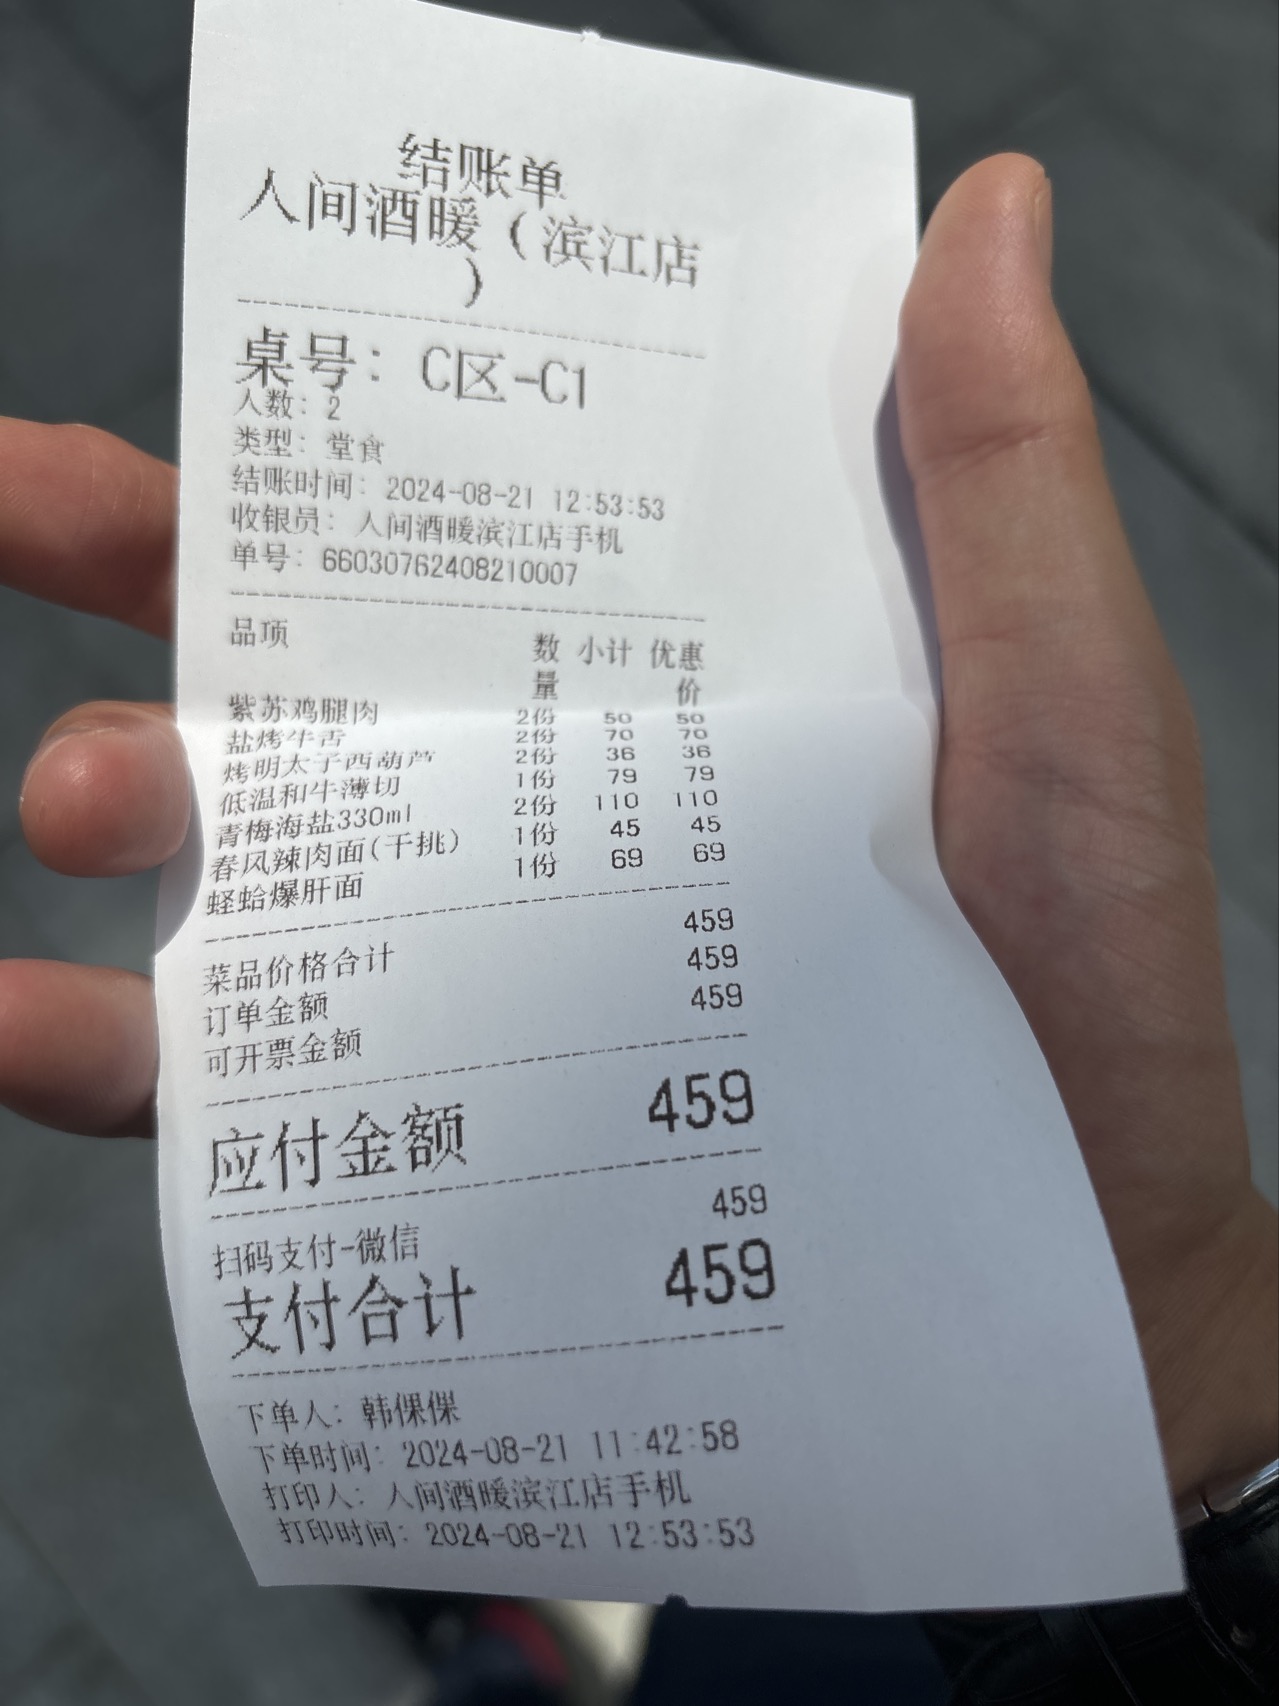 结账单
人间酒暖（滨江店
）
桌号：C区-C1
人数：2
类型：堂食
结账时间：2024-08-21 12:53:53
收银员：人间酒暖滨江店手机
单号：66030762408210007
品项 数量 小计 优惠价
紫苏鸡腿肉 2份 50 50
盐烤牛舌 2份 70 70
烤明太子西葫芦 2份 36 36
低温和牛薄切 1份 79 79
青梅海盐330ml 2份 110 110
春风辣肉面(干挑) 1份 45 45
蛏蛤爆肝面 1份 69 69
菜品价格合计 459
订单金额 459
可开票金额 459
应付金额 459
扫码支付-微信 459
支付合计 459
下单人：韩倮倮
下单时间：2024-08-21 11:42:58
打印人：人间酒暖滨江店手机
打印时间：2024-08-21 12:53:53